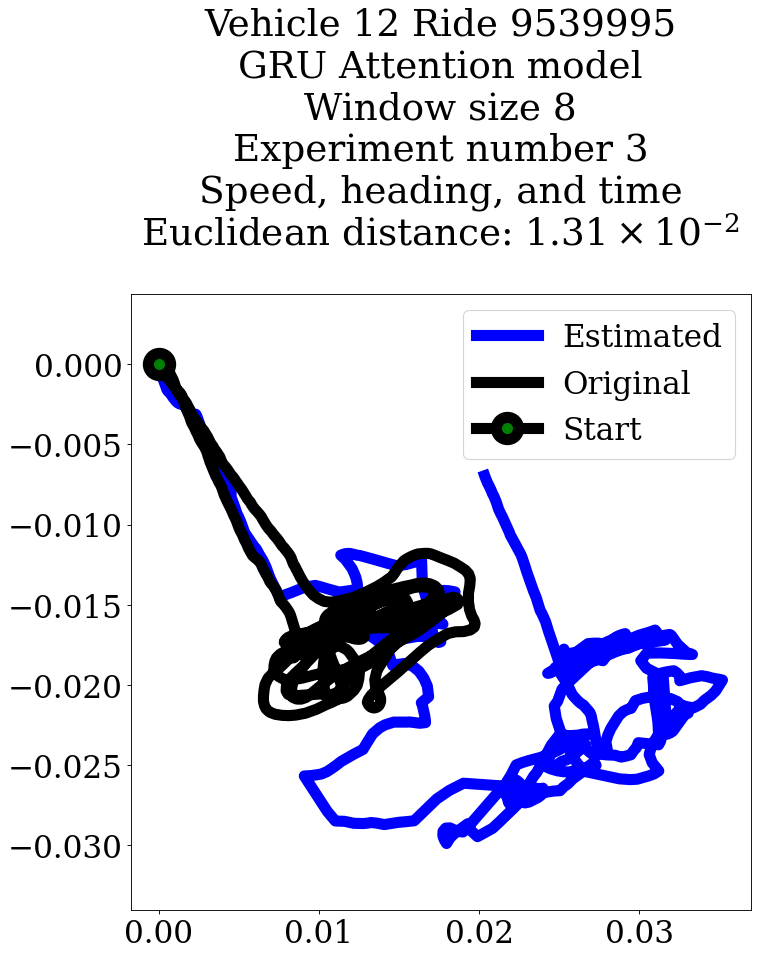 Vehicle 12 Ride 9539995
GRU Attention model
Window size 8
Experiment number 3
Speed, heading, and time
Euclidean distance: 1.31 × 10⁻²
Estimated
Original
Start
0.000
−0.005
−0.010
−0.015
−0.020
−0.025
−0.030
0.00 0.01 0.02 0.03